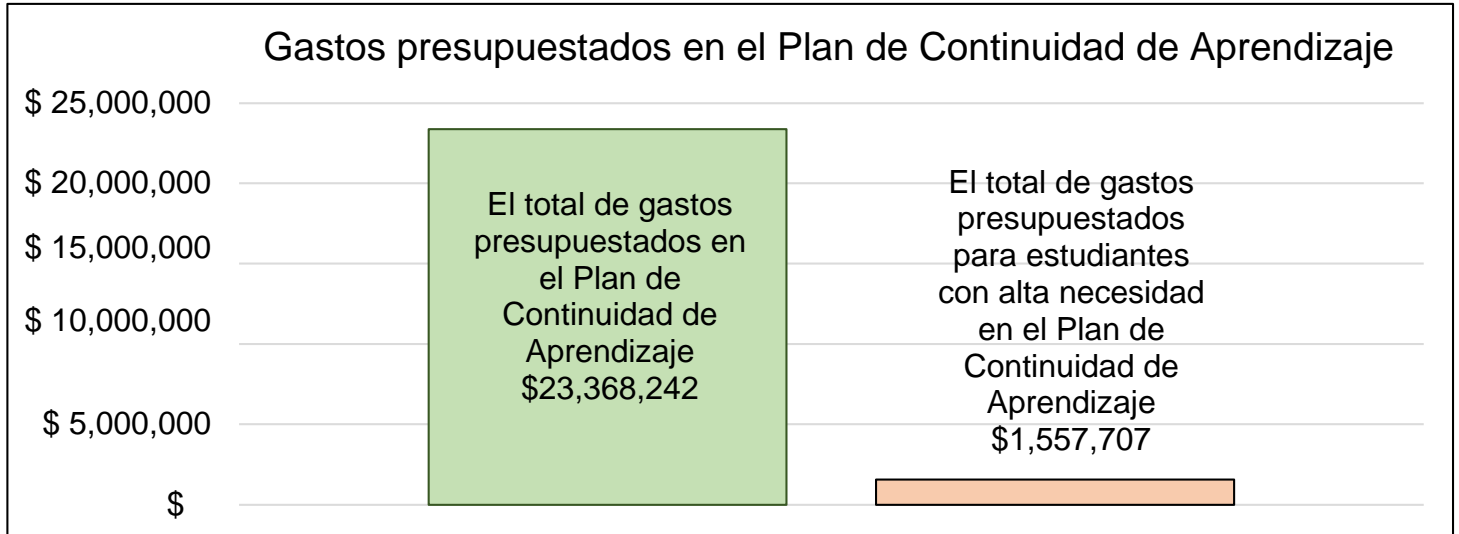 Gastos presupuestados en el Plan de Continuidad de Aprendizaje
$ 25,000,000
$ 20,000,000
$ 15,000,000
$ 10,000,000
$ 5,000,000
$
El total de gastos
presupuestados en
el Plan de
Continuidad de
Aprendizaje
$23,368,242
El total de gastos
presupuestados
para estudiantes
con alta necesidad
en el Plan de
Continuidad de
Aprendizaje
$1,557,707